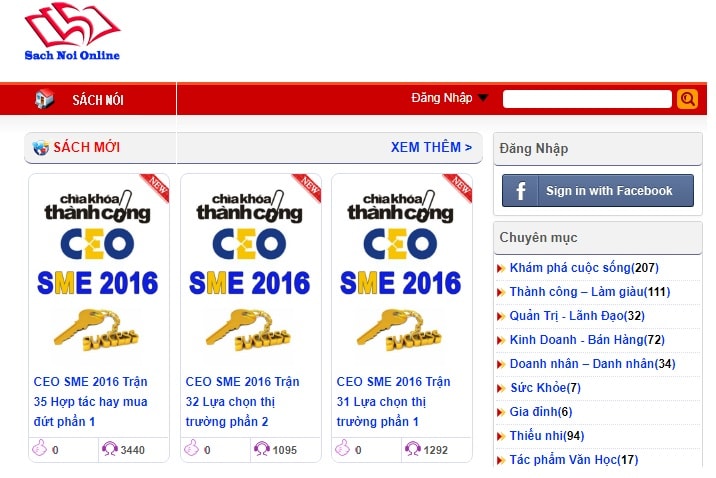 Sach Noi Online
SÁCH NÓI
Đăng Nhập
SÁCH MỚI
XEM THÊM >
NEW
chìa khóa
thành công
CEO
SME 2016
SUCCESS
CEO SME 2016 Trận
35 Hợp tác hay mua
đứt phần 1
0
3440
NEW
chìa khóa
thành công
CEO
SME 2016
SUCCESS
CEO SME 2016 Trận
32 Lựa chọn thị
trường phần 2
0
1095
NEW
chìa khóa
thành công
CEO
SME 2016
SUCCESS
CEO SME 2016 Trận
31 Lựa chọn thị
trường phần 1
0
1292
Đăng Nhập
f Sign in with Facebook
Chuyên mục
Khám phá cuộc sống(207)
Thành công – Làm giàu(111)
Quản Trị - Lãnh Đạo(32)
Kinh Doanh - Bán Hàng(72)
Doanh nhân – Danh nhân(34)
Sức Khỏe(7)
Gia đình(6)
Thiếu nhi(94)
Tác phẩm Văn Học(17)